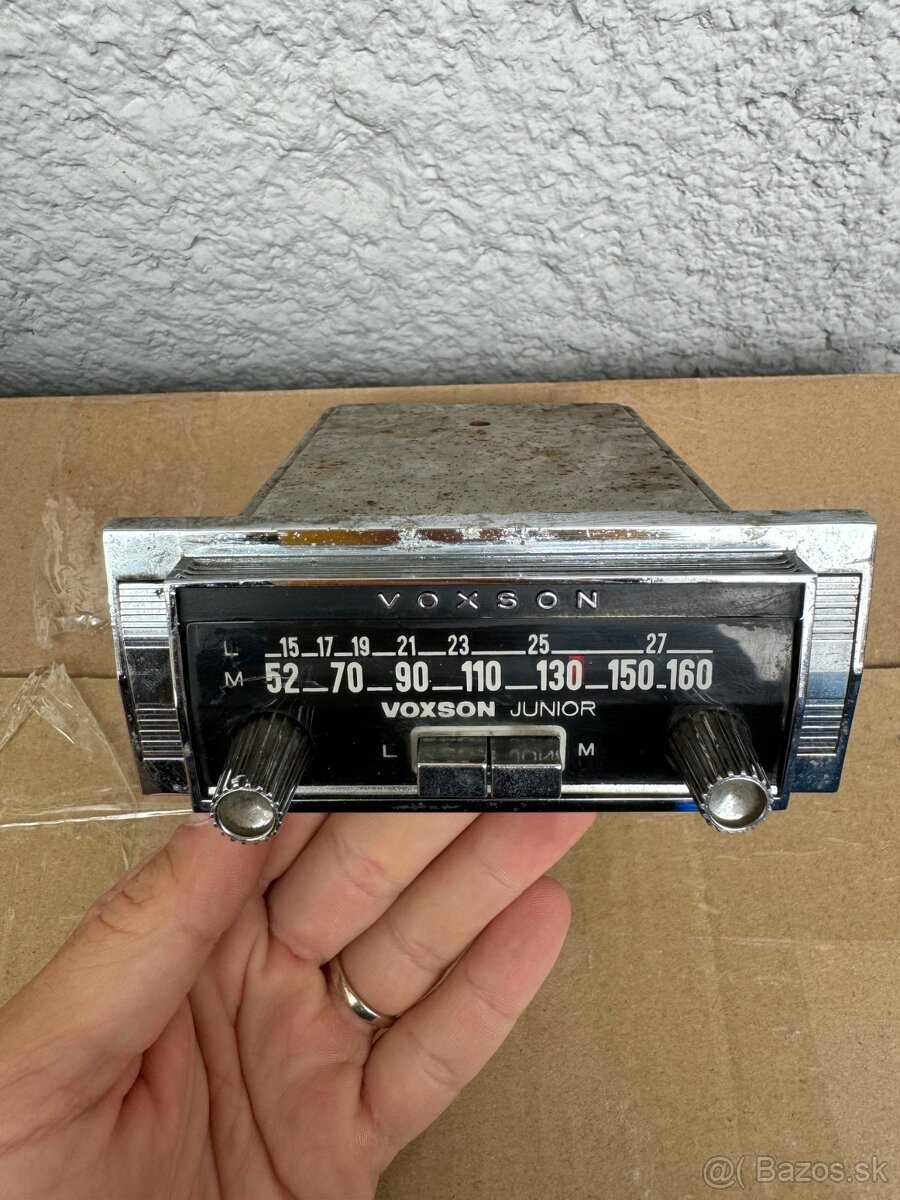 VOXSON
L 15 17 19 21 23 25 27
M 52 70 90 110 130 150 160
VOXSON JUNIOR
L M
@( Bazos.sk